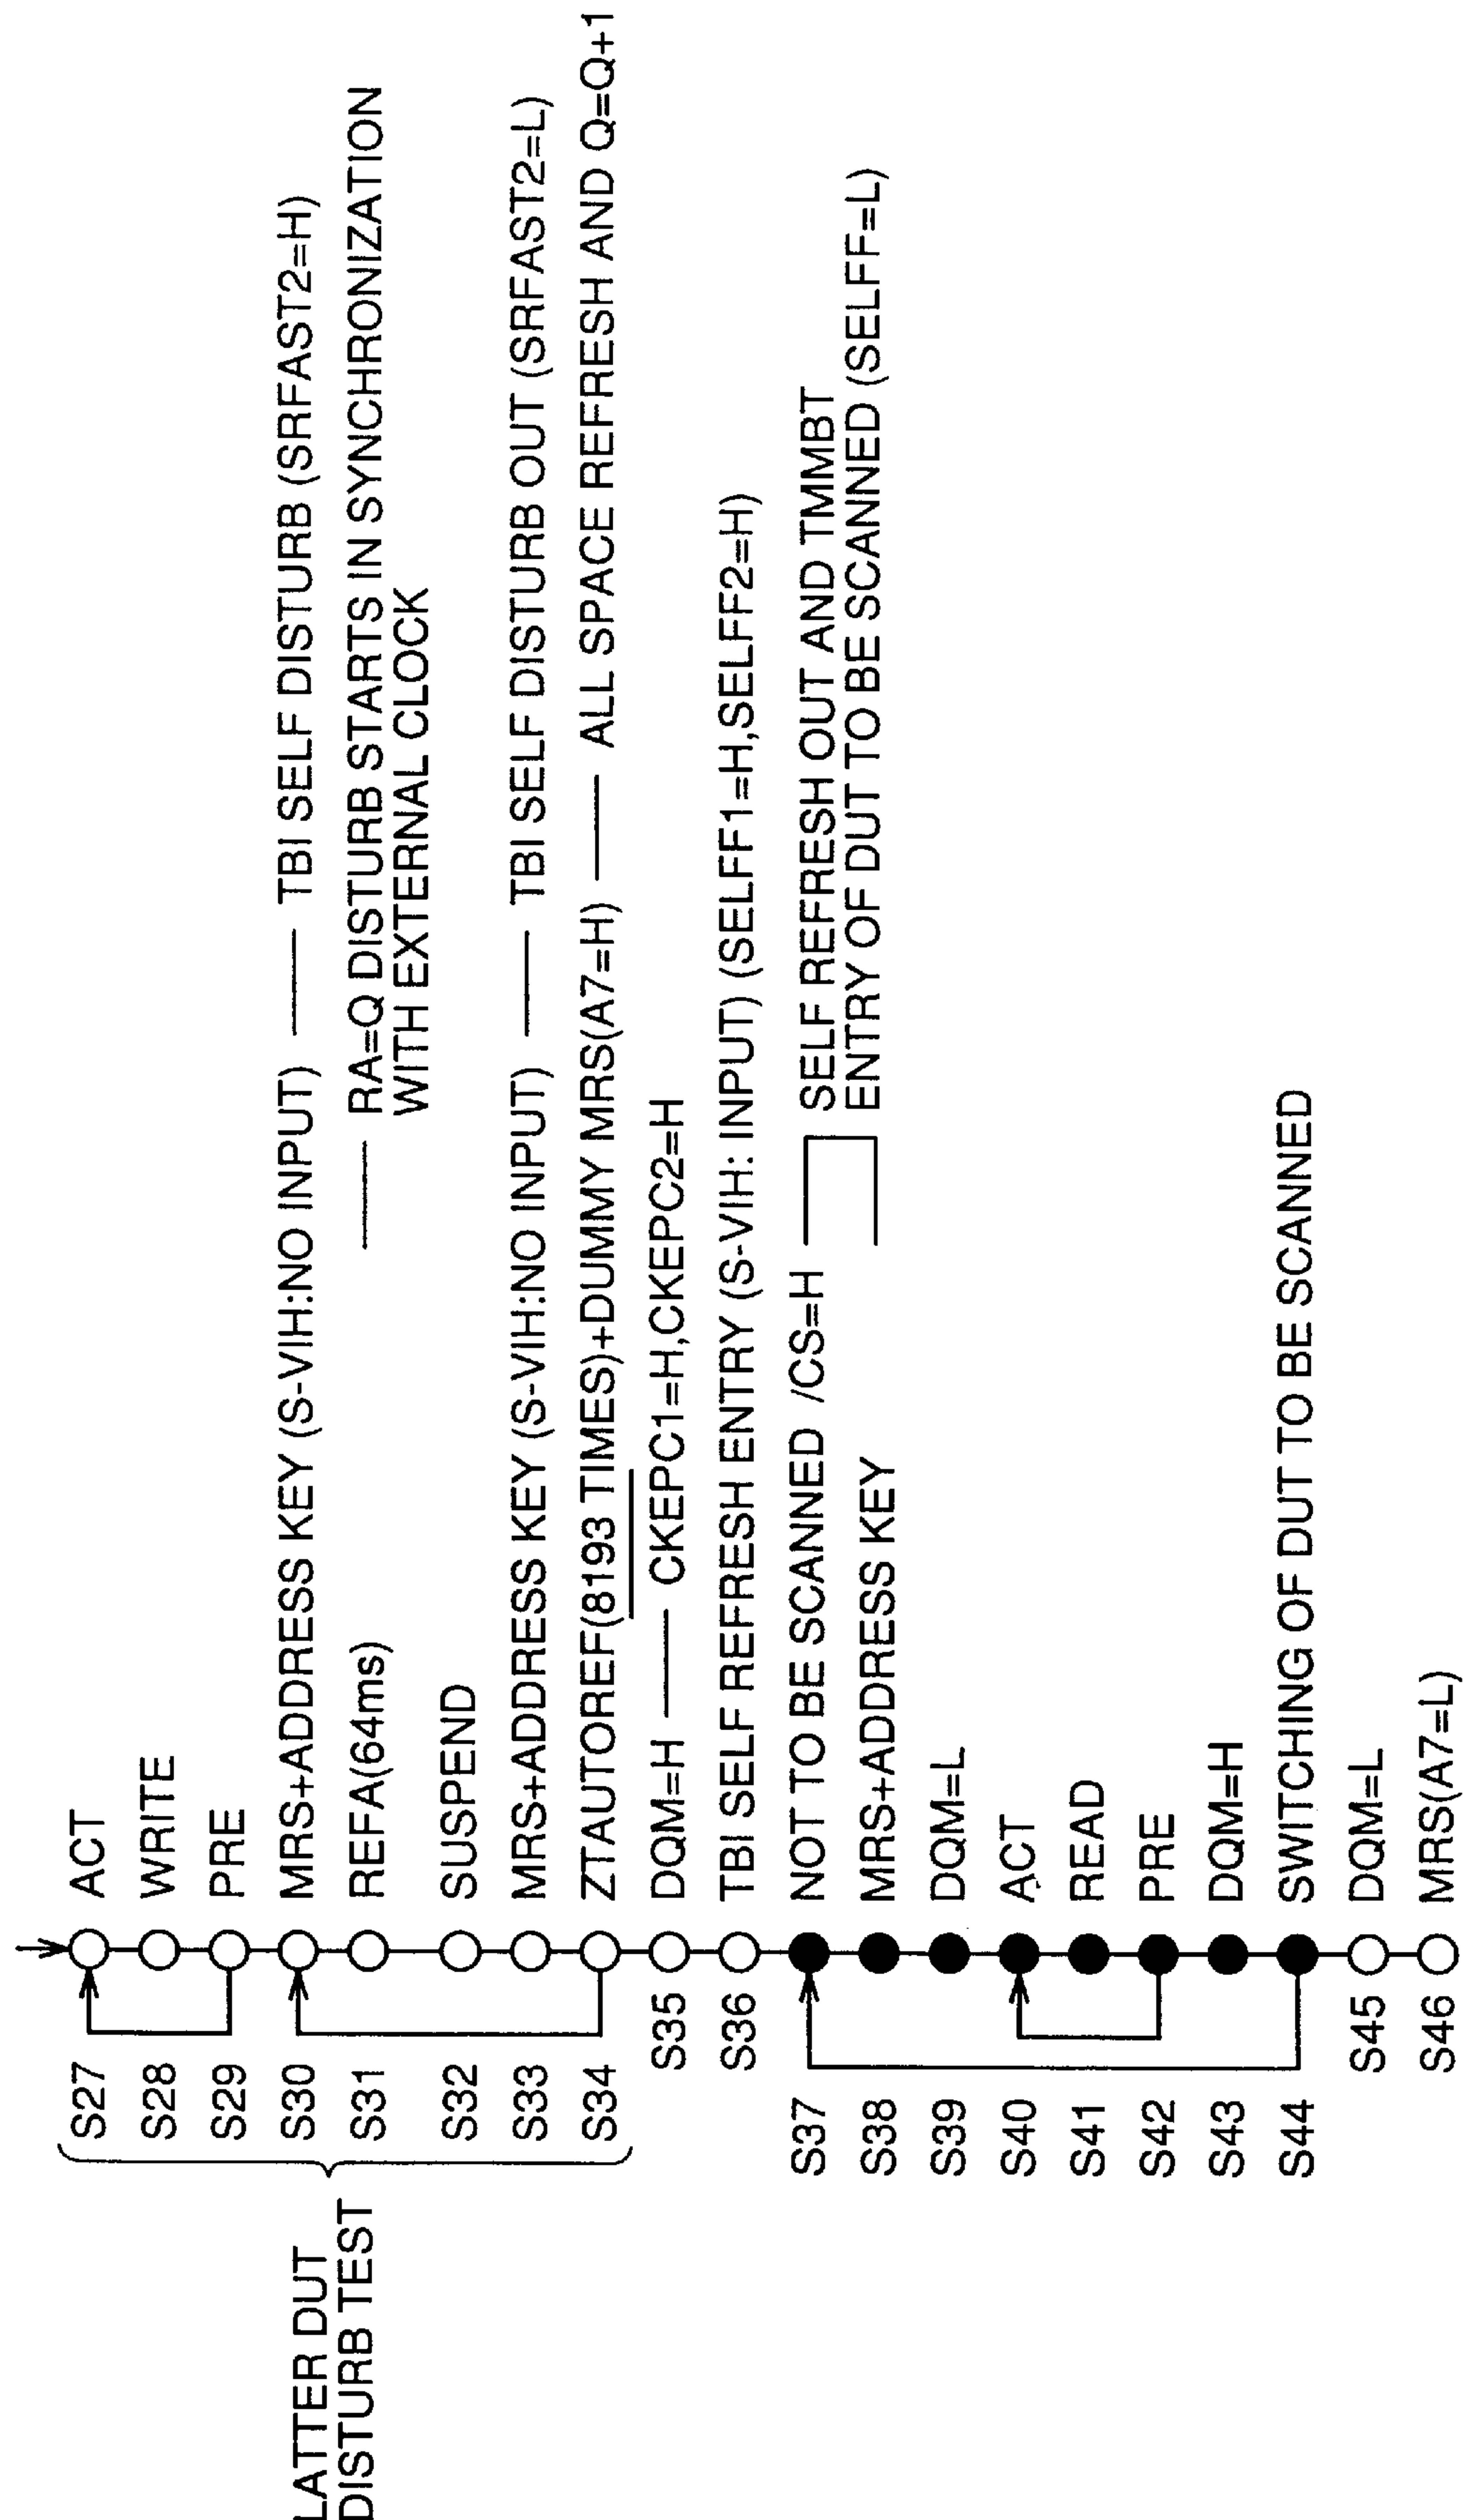 LATTER DUT
DISTURB TEST
S27 ACT
S28 WRITE
S29 PRE
S30 MRS+ADDRESS KEY (S-VIH:NO INPUT) —— TBI SELF DISTURB (SRFAST2=H)
S31 REFA(64ms) —— RA=Q DISTURB STARTS IN SYNCHRONIZATION
WITH EXTERNAL CLOCK
S32 SUSPEND
S33 MRS+ADDRESS KEY (S-VIH:NO INPUT) —— TBI SELF DISTURB OUT (SRFAST2=L)
S34 ZTAUTOREF(8193 TIMES)+DUMMY MRS(A7=H) —— ALL SPACE REFRESH AND Q=Q+1
S35 DQM=H —— CKEPC1=H,CKEPC2=H
S36 TBI SELF REFRESH ENTRY (S-VIH: INPUT) (SELFF1=H,SELFF2=H)
S37 NOT TO BE SCANNED /CS=H SELF REFRESH OUT AND TMMBT
S38 MRS+ADDRESS KEY ENTRY OF DUT TO BE SCANNED (SELFF=L)
S39 DQM=L
S40 ACT
S41 READ
S42 PRE
S43 DQM=H
S44 SWITCHING OF DUT TO BE SCANNED
S45 DQM=L
S46 MRS(A7=L)